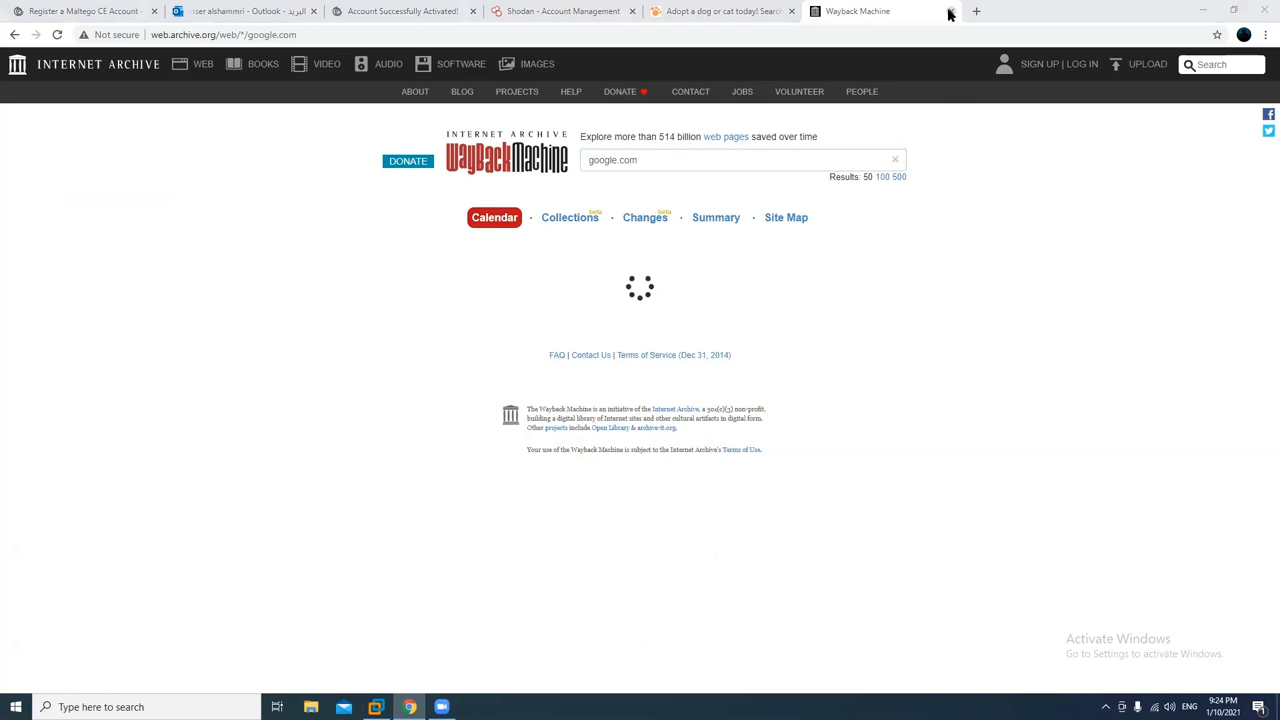 Register a Maltego CE Account -
nser alshammri - Outlook -
Account Successfully Activated! -
Maltego Community Account
Adopt a dog or cat today! Search
Wayback Machine
Not secure | web.archive.org/web/*/google.com
INTERNET ARCHIVE WEB BOOKS VIDEO AUDIO SOFTWARE IMAGES SIGN UP | LOG IN UPLOAD Search
ABOUT BLOG PROJECTS HELP DONATE CONTACT JOBS VOLUNTEER PEOPLE
DONATE
INTERNET ARCHIVE
WayBackMachine
Explore more than 514 billion web pages saved over time
google.com
Results: 50 100 500
Calendar · Collections beta · Changes beta · Summary · Site Map
FAQ | Contact Us | Terms of Service (Dec 31, 2014)
The Wayback Machine is an initiative of the Internet Archive, a 501(c)(3) non-profit,
building a digital library of Internet sites and other cultural artifacts in digital form.
Other projects include Open Library & archive-it.org.
Your use of the Wayback Machine is subject to the Internet Archive's Terms of Use.
Activate Windows
Go to Settings to activate Windows.
Type here to search
ENG
9:24 PM
1/10/2021